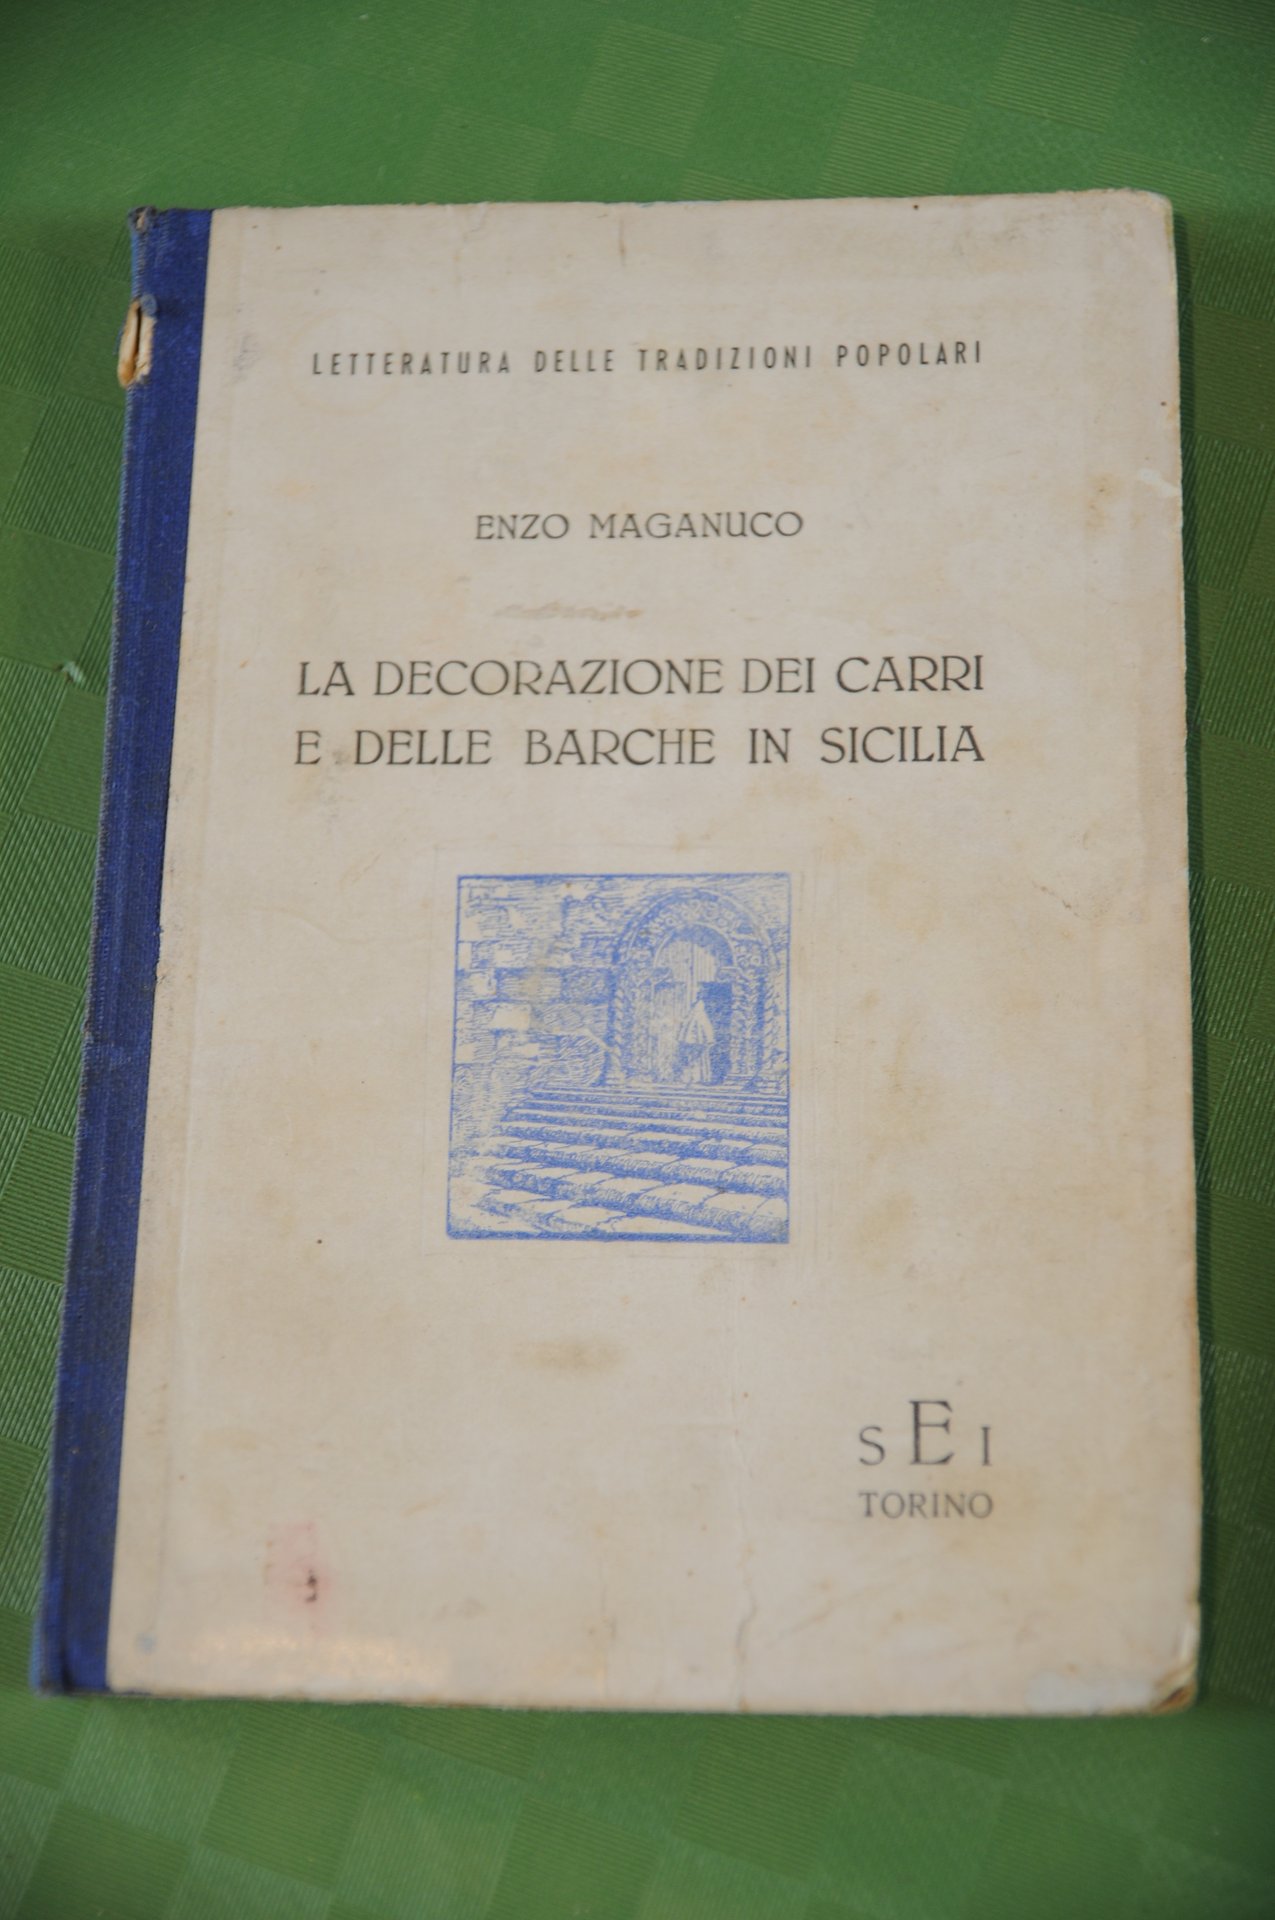 LETTERATURA DELLE TRADIZIONI POPOLARI
ENZO MAGANUCO
LA DECORAZIONE DEI CARRI
E DELLE BARCHE IN SICILIA
SEI
TORINO